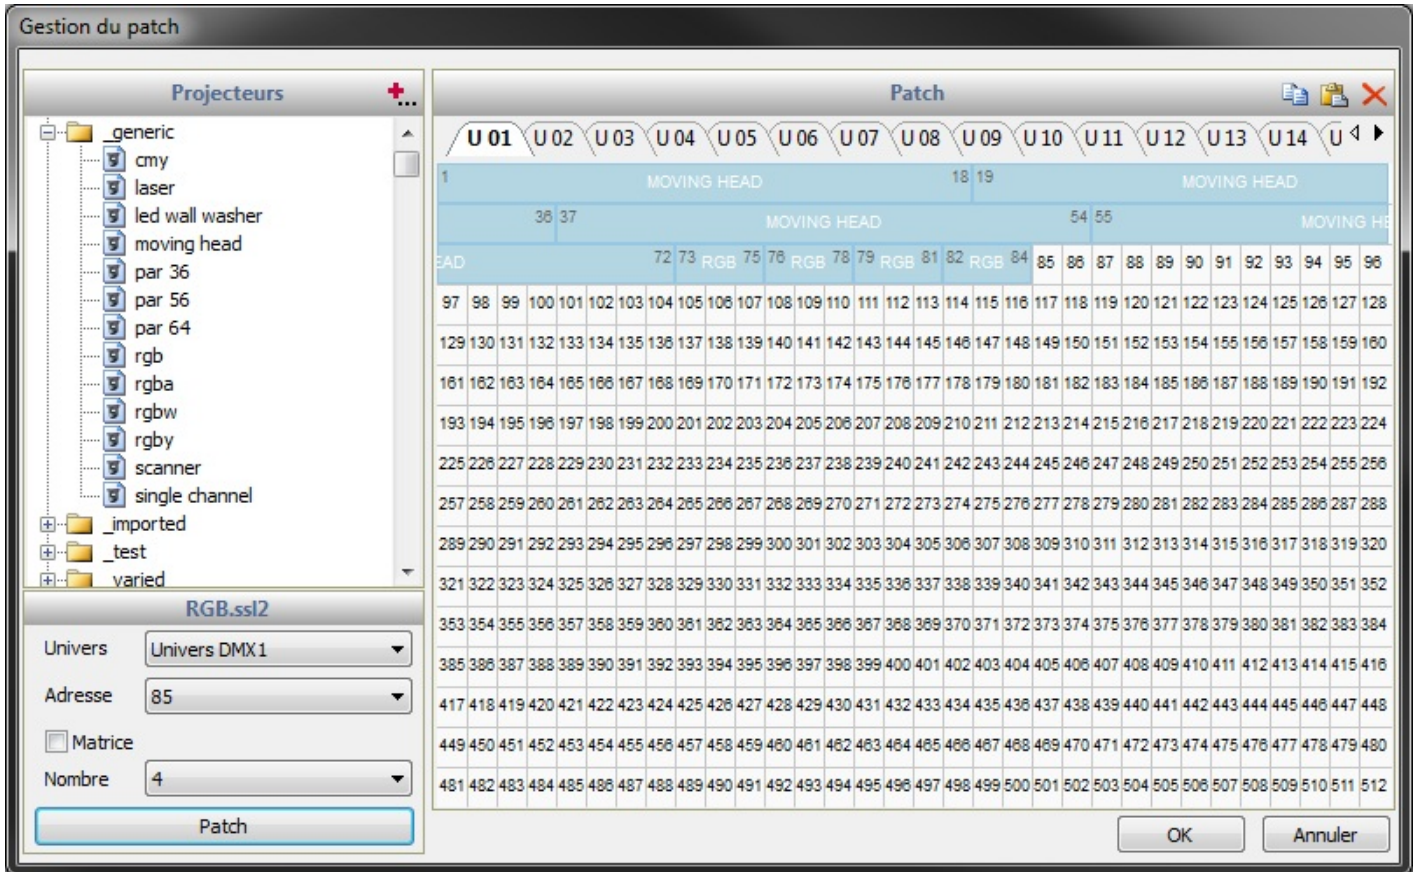 Gestion du patch
Projecteurs
_generic
cmy
laser
led wall washer
moving head
par 36
par 56
par 64
rgb
rgba
rgbw
rgby
scanner
single channel
_imported
_test
_varied
RGB.ssl2
Univers Univers DMX1
Adresse 85
Matrice
Nombre 4
Patch
Patch
U 01 U 02 U 03 U 04 U 05 U 06 U 07 U 08 U 09 U 10 U 11 U 12 U 13 U 14 U
1 MOVING HEAD 18 19 MOVING HEAD
36 37 MOVING HEAD 54 55 MOVING HE
EAD 72 73 RGB 75 76 RGB 78 79 RGB 81 82 RGB 84 85 86 87 88 89 90 91 92 93 94 95 96
97 98 99 100 101 102 103 104 105 106 107 108 109 110 111 112 113 114 115 116 117 118 119 120 121 122 123 124 125 126 127 128
129 130 131 132 133 134 135 136 137 138 139 140 141 142 143 144 145 146 147 148 149 150 151 152 153 154 155 156 157 158 159 160
161 162 163 164 165 166 167 168 169 170 171 172 173 174 175 176 177 178 179 180 181 182 183 184 185 186 187 188 189 190 191 192
193 194 195 196 197 198 199 200 201 202 203 204 205 206 207 208 209 210 211 212 213 214 215 216 217 218 219 220 221 222 223 224
225 226 227 228 229 230 231 232 233 234 235 236 237 238 239 240 241 242 243 244 245 246 247 248 249 250 251 252 253 254 255 256
257 258 259 260 261 262 263 264 265 266 267 268 269 270 271 272 273 274 275 276 277 278 279 280 281 282 283 284 285 286 287 288
289 290 291 292 293 294 295 296 297 298 299 300 301 302 303 304 305 306 307 308 309 310 311 312 313 314 315 316 317 318 319 320
321 322 323 324 325 326 327 328 329 330 331 332 333 334 335 336 337 338 339 340 341 342 343 344 345 346 347 348 349 350 351 352
353 354 355 356 357 358 359 360 361 362 363 364 365 366 367 368 369 370 371 372 373 374 375 376 377 378 379 380 381 382 383 384
385 386 387 388 389 390 391 392 393 394 395 396 397 398 399 400 401 402 403 404 405 406 407 408 409 410 411 412 413 414 415 416
417 418 419 420 421 422 423 424 425 426 427 428 429 430 431 432 433 434 435 436 437 438 439 440 441 442 443 444 445 446 447 448
449 450 451 452 453 454 455 456 457 458 459 460 461 462 463 464 465 466 467 468 469 470 471 472 473 474 475 476 477 478 479 480
481 482 483 484 485 486 487 488 489 490 491 492 493 494 495 496 497 498 499 500 501 502 503 504 505 506 507 508 509 510 511 512
OK Annuler